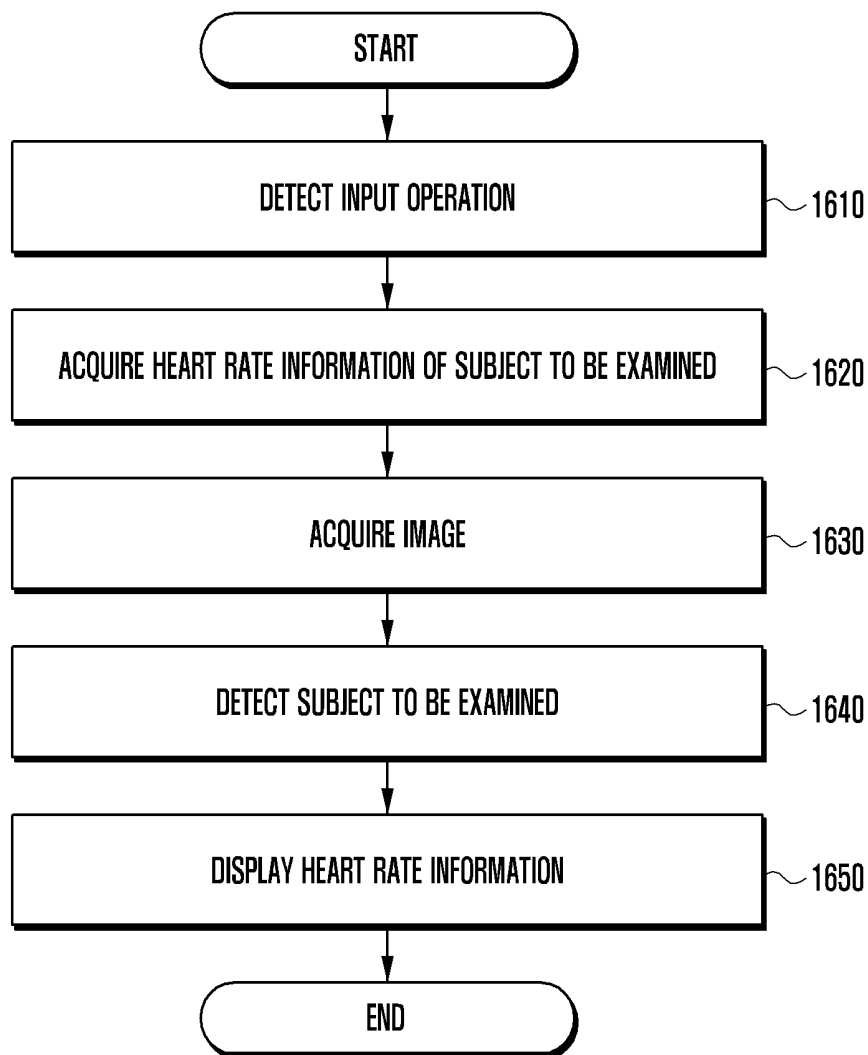 START
DETECT INPUT OPERATION
1610
ACQUIRE HEART RATE INFORMATION OF SUBJECT TO BE EXAMINED
1620
ACQUIRE IMAGE
1630
DETECT SUBJECT TO BE EXAMINED
1640
DISPLAY HEART RATE INFORMATION
1650
END